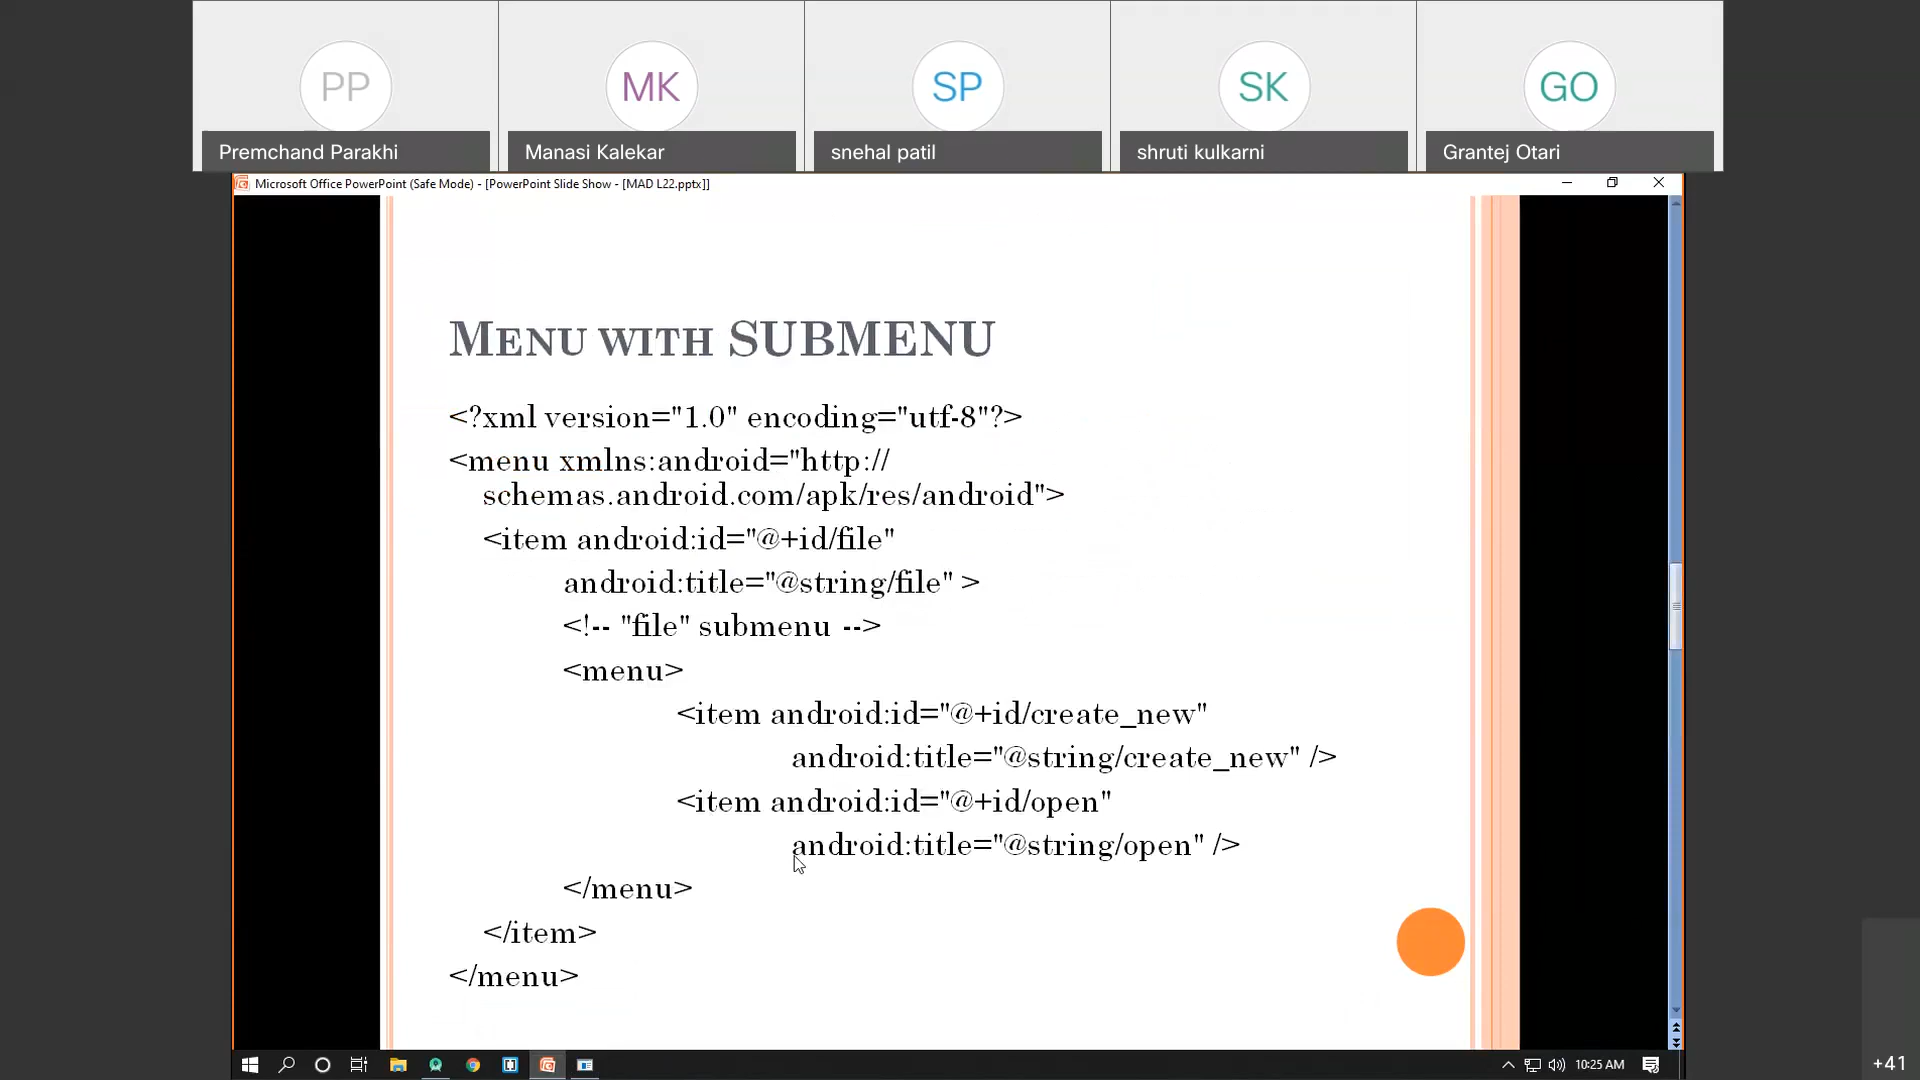 PP
MK
SP
SK
GO
Premchand Parakhi
Manasi Kalekar
snehal patil
shruti kulkarni
Grantej Otari
Microsoft Office PowerPoint (Safe Mode) - [PowerPoint Slide Show - [MAD L22.pptx]]
MENU WITH SUBMENU
<?xml version="1.0" encoding="utf-8"?>
<menu xmlns:android="http://
schemas.android.com/apk/res/android">
<item android:id="@+id/file"
android:title="@string/file" >
<!-- "file" submenu -->
<menu>
<item android:id="@+id/create_new"
android:title="@string/create_new" />
<item android:id="@+id/open"
android:title="@string/open" />
</menu>
</item>
</menu>
10:25 AM
+41